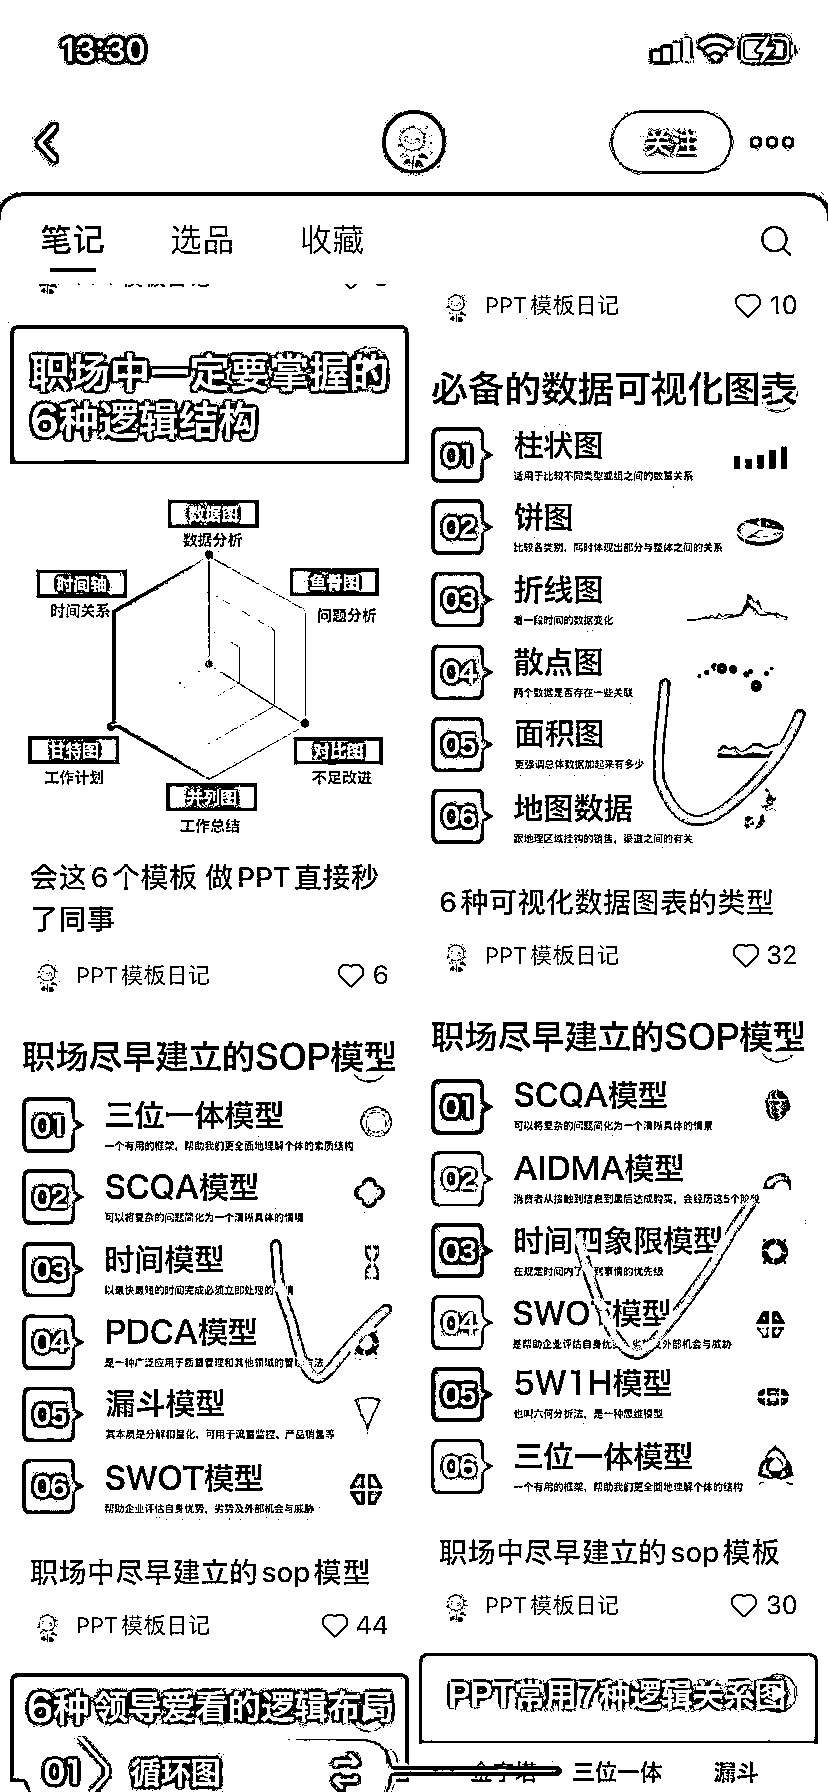 13:30
关注
笔记 选品 收藏
PPT模板日记 10
职场中一定要掌握的
6种逻辑结构
数据图
数据分析
时间轴
时间关系
鱼骨图
问题分析
甘特图
工作计划
对比图
不足改进
并列图
工作总结
会这6个模板 做PPT直接秒
了同事
PPT模板日记 6
必备的数据可视化图表
01 柱状图
适用于比较不同类型或组之间的数量关系
02 饼图
比较各类别，同时体现出部分与整体之间的关系
03 折线图
看一段时间的数据变化
04 散点图
两个数据是否存在一些关联
05 面积图
更强调总体数据加起来有多少
06 地图数据
跟地理区域挂钩的销售，渠道之间的有关
6种可视化数据图表的类型
PPT模板日记 32
职场尽早建立的SOP模型
01 三位一体模型
一个有用的框架，帮助我们更全面地理解个体的素质结构
02 SCQA模型
可以将复杂的问题简化为一个清晰具体的情境
03 时间模型
以最快最短的时间完成必须立即处理的
04 PDCA模型
是一种广泛应用于质量管理和其他领域的管理方法
05 漏斗模型
其本质是分解和量化，可用于流量监控、产品销售等
06 SWOT模型
帮助企业评估自身优势，劣势及外部机会与威胁
职场中尽早建立的sop模型
PPT模板日记 44
职场尽早建立的SOP模型
01 SCQA模型
可以将复杂的问题简化为一个清晰具体的情景
02 AIDMA模型
消费者从接触到信息到最后达成购买，会经历这5个阶段
03 时间四象限模型
在规定时间内 到事情的优先级
04 SWOT模型
是帮助企业评估自身优势 劣势及外部机会与威胁
05 5W1H模型
也叫六何分析法，是一种思维模型
06 三位一体模型
一个有用的框架，帮助我们更全面地理解个体的结构
职场中尽早建立的sop模板
PPT模板日记 30
6种领导爱看的逻辑布局
01 循环图
PPT常用7种逻辑关系图
金字塔 三位一体 漏斗